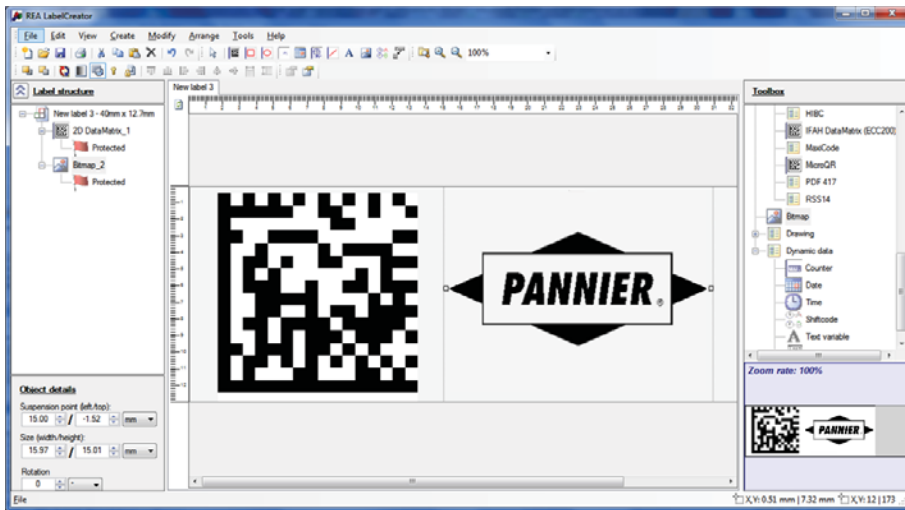 REA LabelCreator
File Edit View Create Modify Arrange Tools Help
100%
Label structure
New label 3 - 40mm x 12.7mm
2D DataMatrix_1
Protected
Bitmap_2
Protected
Object details
Suspension point (left/top):
15.00 / -1.52 mm
Size (width/height):
15.97 / 15.01 mm
Rotation
0 °
New label 3
PANNIER®
Toolbox
HIBC
IFAH DataMatrix (ECC200)
MaxiCode
MicroQR
PDF 417
RSS14
Bitmap
Drawing
Dynamic data
Counter
Date
Time
Shiftcode
Text variable
Zoom rate: 100%
PANNIER
File
X,Y: 0.51 mm | 7.32 mm X,Y: 12 | 173